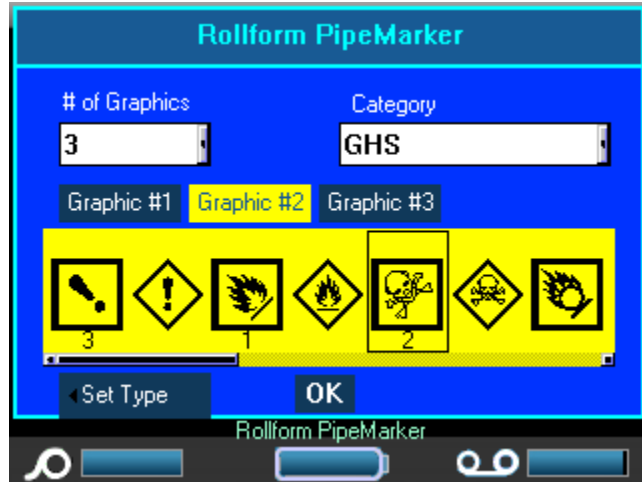 Rollform PipeMarker
# of Graphics Category
3 GHS
Graphic #1 Graphic #2 Graphic #3
3 1 2
Set Type OK
Rollform PipeMarker